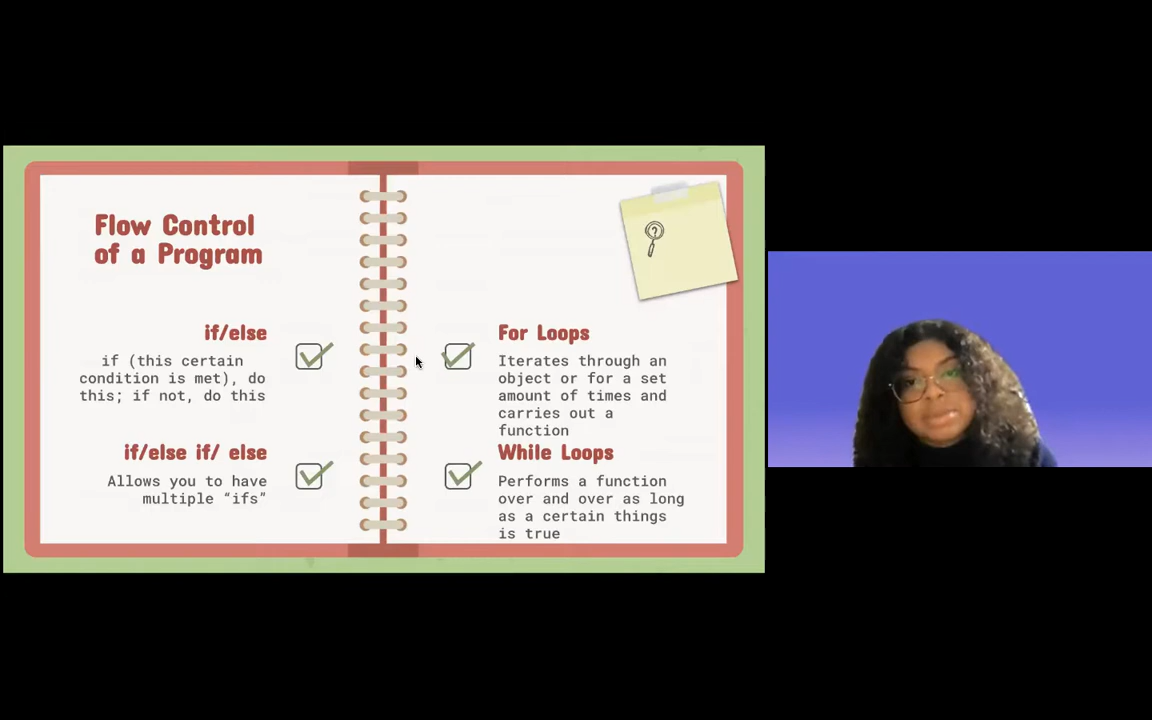 Flow Control
of a Program
if/else
if (this certain
condition is met), do
this; if not, do this
if/else if/ else
Allows you to have
multiple “ifs”
?
For Loops
Iterates through an
object or for a set
amount of times and
carries out a
function
While Loops
Performs a function
over and over as long
as a certain things
is true